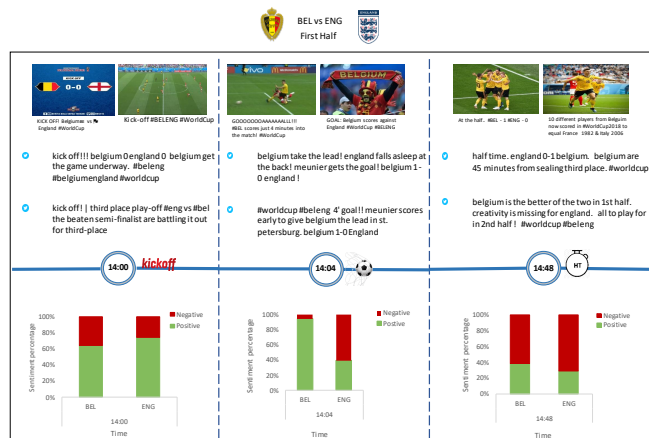 BEL vs ENG
First Half
KICK OFF
0-0
KICK OFF! Belgium vs
England #WorldCup
Kick-off #BELENG #WorldCup
kick off!!! belgium 0 england 0 belgium get
the game underway. #beleng
#belgiumengland #worldcup
kick off! | third place play-off #eng vs #bel
the beaten semi-finalist are battling it out
for third-place
14:00
kickoff
vivo
BELGIUM
GOOOOOOOAAAAAAALLL!!!
#BEL scores just 4 minutes into
the match! #WorldCup
GOAL: Belgium scores against
England #WorldCup #BELENG
belgium take the lead! england falls asleep at
the back! meunier gets the goal! belgium 1-
0 england !
#worldcup #beleng 4' goal!! meunier scores
early to give belgium the lead in st.
petersburg. belgium 1-0 England
14:04
At the half. #BEL - 1 #ENG - 0
10 different players from Belguim
now scored in #WorldCup2018 to
equal France 1982 & Italy 2006
half time. england 0-1 belgium. belgium are
45 minutes from sealing third place. #worldcup
belgium is the better of the two in 1st half.
creativity is missing for england. all to play for
in 2nd half ! #worldcup #beleng
14:48
HT
Sentiment percentage
100%
80%
60%
40%
20%
0%
Negative
Positive
BEL
ENG
14:00
Time
Sentiment percentage
100%
80%
60%
40%
20%
0%
Negative
Positive
BEL
ENG
14:04
Time
Sentiment percentage
100%
80%
60%
40%
20%
0%
Negative
Positive
BEL
ENG
14:48
Time